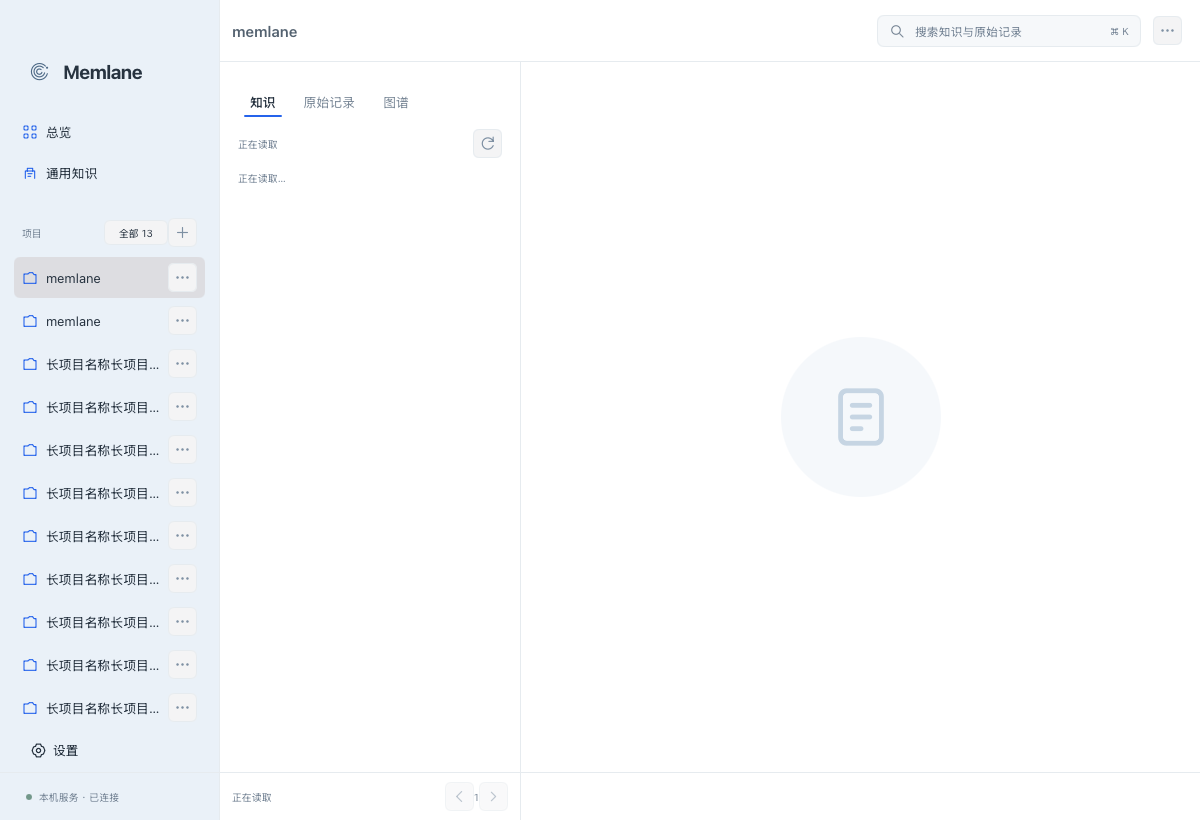 Memlane
总览
通用知识
项目
全部 13
memlane
memlane
长项目名称长项目...
长项目名称长项目...
长项目名称长项目...
长项目名称长项目...
长项目名称长项目...
长项目名称长项目...
长项目名称长项目...
长项目名称长项目...
长项目名称长项目...
设置
本机服务 · 已连接
memlane
搜索知识与原始记录 ⌘ K
知识 原始记录 图谱
正在读取
正在读取...
正在读取
1